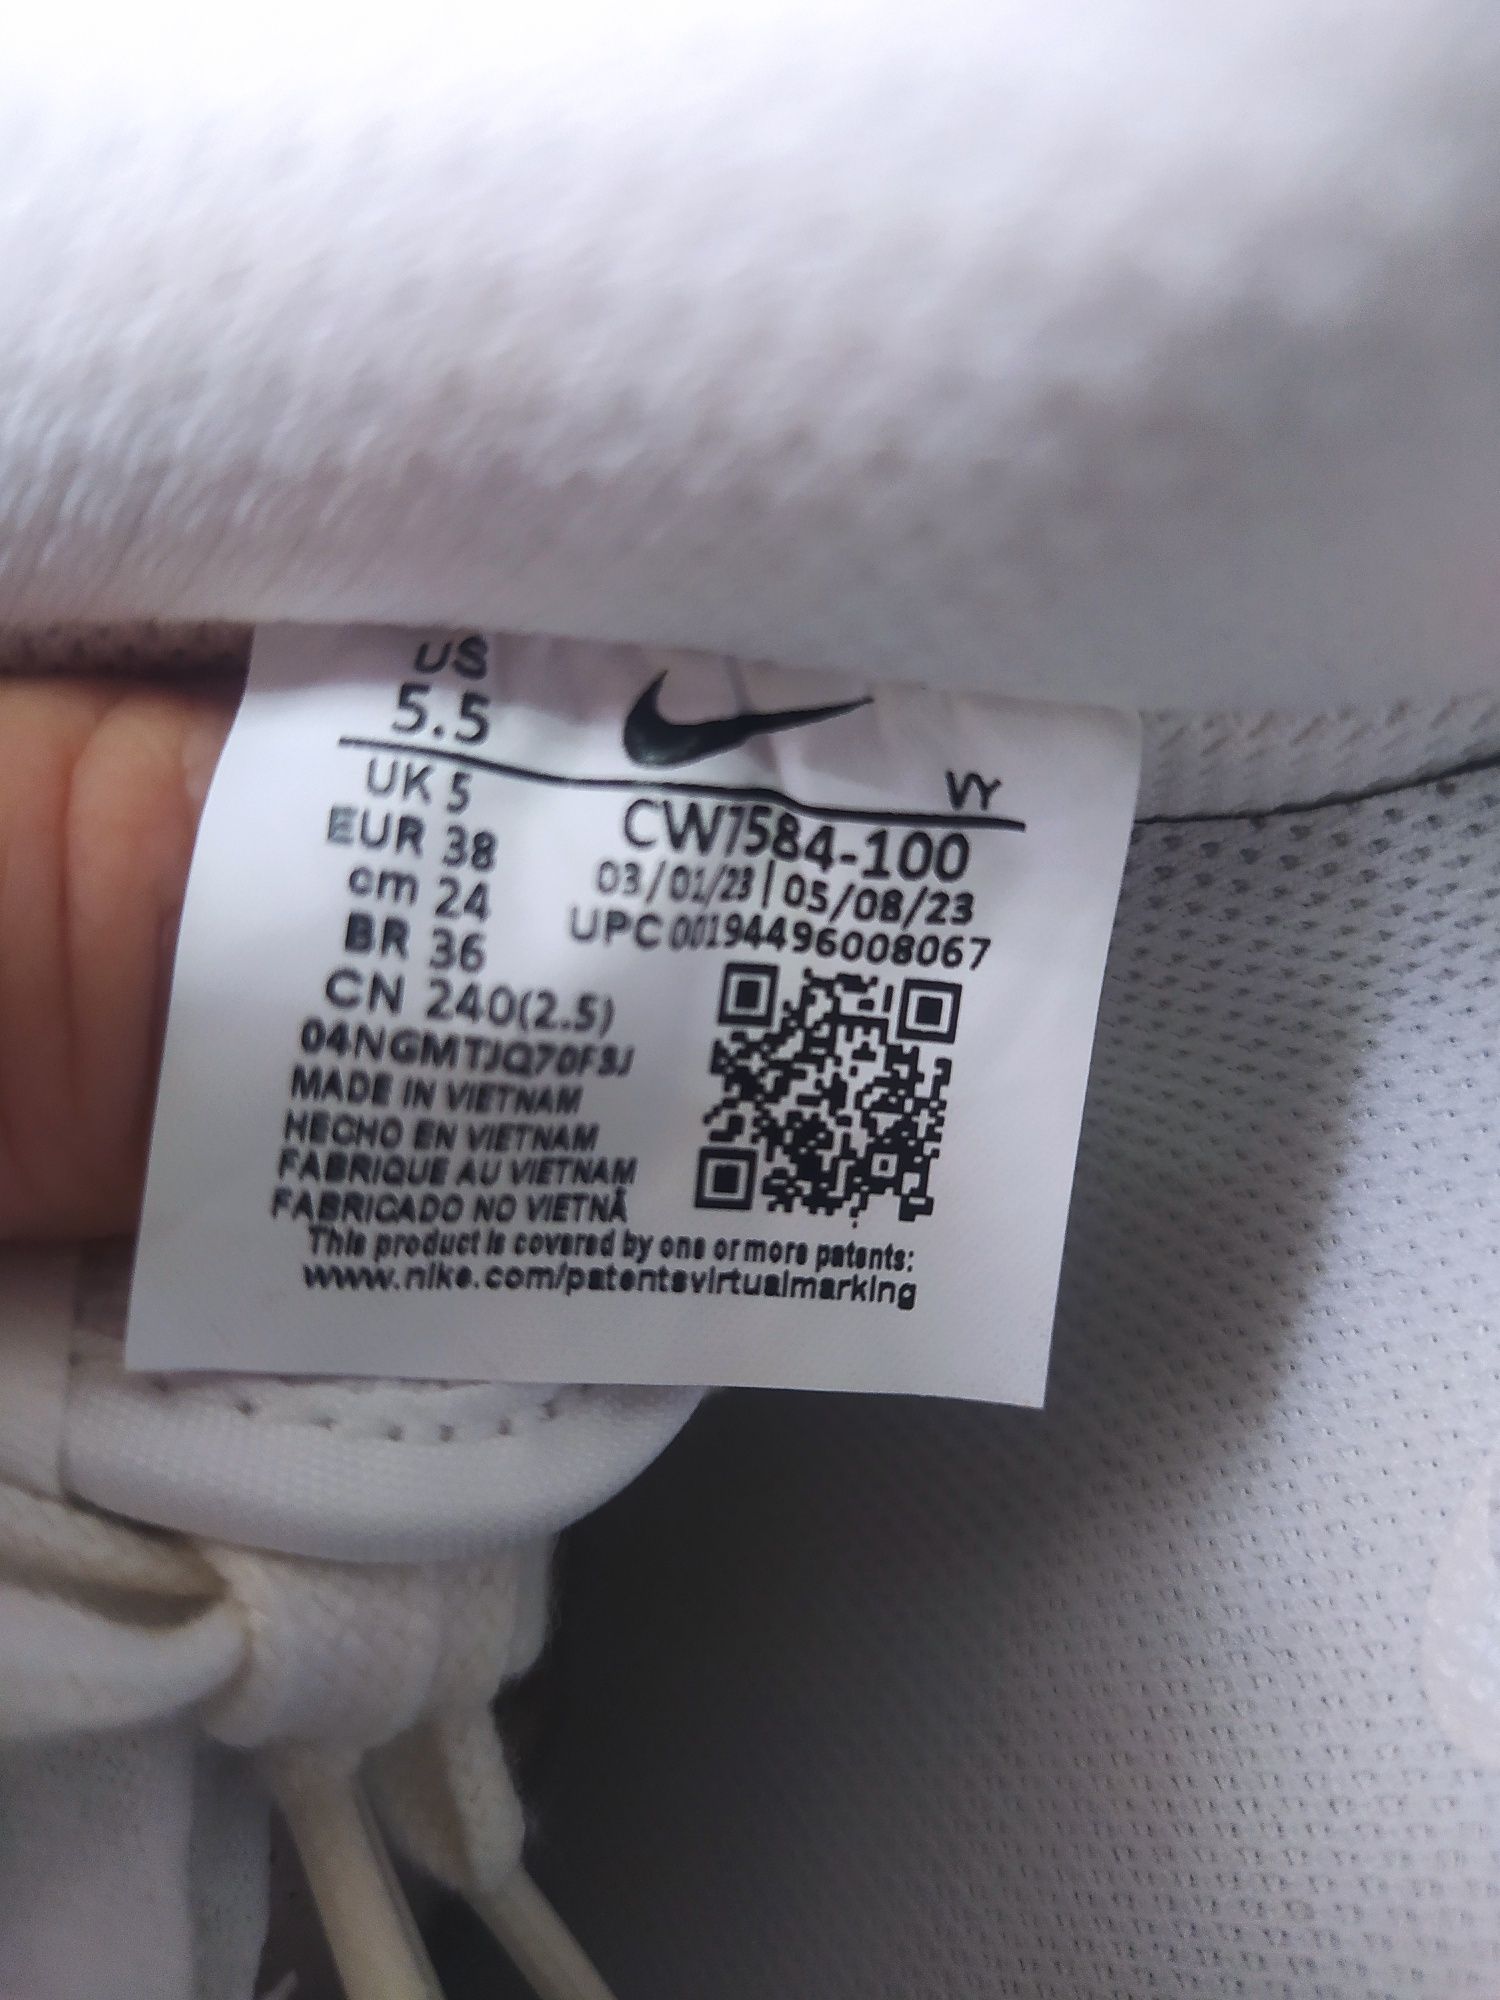 US
5.5
VY
UK 5
EUR 38
cm 24
BR 36
CN 240(2.5)
04NGMTJQ70F3J
MADE IN VIETNAM
HECHO EN VIETNAM
FABRIQUE AU VIETNAM
FABRICADO NO VIETNÃ
CW7584-100
03/01/23 | 05/08/23
UPC 00194496008067
This product is covered by one or more patents:
www.nike.com/patentsvirtualmarking